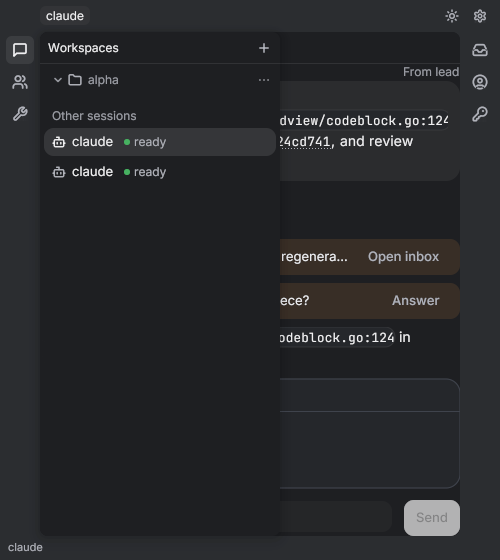 claude
Workspaces
alpha
From lead
Other sessions
dview/codeblock.go:124
claude ready
24cd741, and review
claude ready
regenera... Open inbox
ece? Answer
odeblock.go:124 in
Send
claude